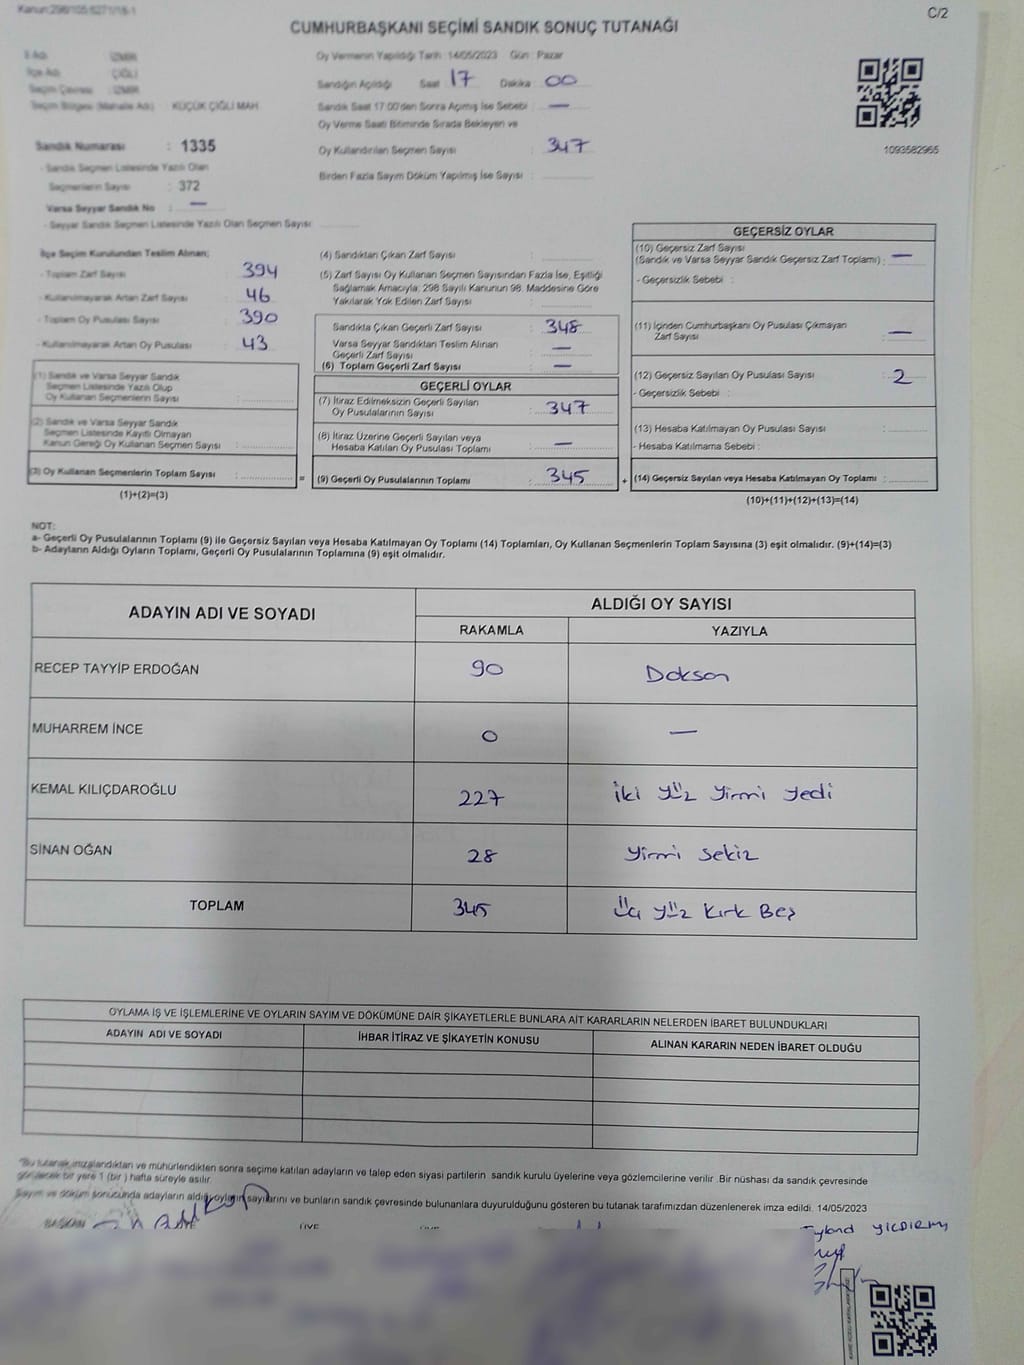 Kanun:298/105 6271/18-1
C/2
CUMHURBAŞKANI SEÇİMİ SANDIK SONUÇ TUTANAĞI
İl Adı : İZMİR
İlçe Adı : ÇİĞLİ
Seçim Çevresi : İZMİR
Seçim Bölgesi (Mahalle Adı) : KÜÇÜK ÇİĞLİ MAH.
Sandık Numarası : 1335
- Sandık Seçmen Listesinde Yazılı Olan
Seçmenlerin Sayısı : 372
Varsa Seyyar Sandık No : —
- Seyyar Sandık Seçmen Listesinde Yazılı Olan Seçmen Sayısı :
Oy Vermenin Yapıldığı Tarih : 14/05/2023 Gün : Pazar
Sandığın Açıldığı Saat : 17 Dakika : 00
Sandık Saat 17:00'den Sonra Açımış İse Sebebi : —
Oy Verme Saati Bitiminde Sırada Bekleyen ve
Oy Kullandırılan Seçmen Sayısı : 347
Birden Fazla Sayım Döküm Yapılmış İse Sayısı :
1093582965
İlçe Seçim Kurulundan Teslim Alınan;
- Toplam Zarf Sayısı : 394
- Kullanılmayarak Artan Zarf Sayısı : 46
- Toplam Oy Pusulası Sayısı : 390
- Kullanılmayarak Artan Oy Pusulası : 43
(1) Sandık ve Varsa Seyyar Sandık
Seçmen Listesinde Yazılı Olup
Oy Kullanan Seçmenlerin Sayısı :
(2) Sandık ve Varsa Seyyar Sandık
Seçmen Listesinde Kayıtlı Olmayan
Kanun Gereği Oy Kullanan Seçmen Sayısı :
(3) Oy Kullanan Seçmenlerin Toplam Sayısı : =
(1)+(2)=(3)
(4) Sandıktan Çıkan Zarf Sayısı :
(5) Zarf Sayısı Oy Kullanan Seçmen Sayısından Fazla İse, Eşitliği
Sağlamak Amacıyla; 298 Sayılı Kanunun 98. Maddesine Göre
Yakılarak Yok Edilen Zarf Sayısı :
Sandıkta Çıkan Geçerli Zarf Sayısı : 348
Varsa Seyyar Sandıktan Teslim Alınan
Geçerli Zarf Sayısı : —
(6) Toplam Geçerli Zarf Sayısı : —
GEÇERLİ OYLAR
(7) İtiraz Edilmeksizin Geçerli Sayılan
Oy Pusulalarının Sayısı : 347
(8) İtiraz Üzerine Geçerli Sayılan veya
Hesaba Katılan Oy Pusulası Toplamı : —
(9) Geçerli Oy Pusulalarının Toplamı : 345 +
GEÇERSİZ OYLAR
(10) Geçersiz Zarf Sayısı
(Sandık ve Varsa Seyyar Sandık Geçersiz Zarf Toplamı) : —
- Geçersizlik Sebebi :
(11) İçinden Cumhurbaşkanı Oy Pusulası Çıkmayan
Zarf Sayısı : —
(12) Geçersiz Sayılan Oy Pusulası Sayısı : 2
- Geçersizlik Sebebi :
(13) Hesaba Katılmayan Oy Pusulası Sayısı :
- Hesaba Katılmama Sebebi :
(14) Geçersiz Sayılan veya Hesaba Katılmayan Oy Toplamı :
(10)+(11)+(12)+(13)=(14)
NOT:
a- Geçerli Oy Pusulalarının Toplamı (9) ile Geçersiz Sayılan veya Hesaba Katılmayan Oy Toplamı (14) Toplamları, Oy Kullanan Seçmenlerin Toplam Sayısına (3) eşit olmalıdır. (9)+(14)=(3)
b- Adayların Aldığı Oyların Toplamı, Geçerli Oy Pusulalarının Toplamına (9) eşit olmalıdır.
ADAYIN ADI VE SOYADI ALDIĞI OY SAYISI
RAKAMLA YAZIYLA
RECEP TAYYİP ERDOĞAN 90 Doksan
MUHARREM İNCE 0 —
KEMAL KILIÇDAROĞLU 227 iki yüz yirmi yedi
SİNAN OĞAN 28 yirmi sekiz
TOPLAM 345 üç yüz kırk Beş
OYLAMA İŞ VE İŞLEMLERİNE VE OYLARIN SAYIM VE DÖKÜMÜNE DAİR ŞİKAYETLERLE BUNLARA AİT KARARLARIN NELERDEN İBARET BULUNDUKLARI
ADAYIN ADI VE SOYADI İHBAR İTİRAZ VE ŞİKAYETİN KONUSU ALINAN KARARIN NEDEN İBARET OLDUĞU
*Bu tutanak imzalandıktan ve mühürlendikten sonra seçime katılan adayların ve talep eden siyasi partilerin sandık kurulu üyelerine veya gözlemcilerine verilir .Bir nüshası da sandık çevresinde
görülecek bir yere 1 (bir ) hafta süreyle asılır.
Sayım ve döküm sonucunda adayların aldığı oyların sayılarını ve bunların sandık çevresinde bulunanlara duyurulduğunu gösteren bu tutanak tarafımızdan düzenlenerek imza edildi. 14/05/2023
BAŞKAN ÜYE ÜYE
YILDIRIM